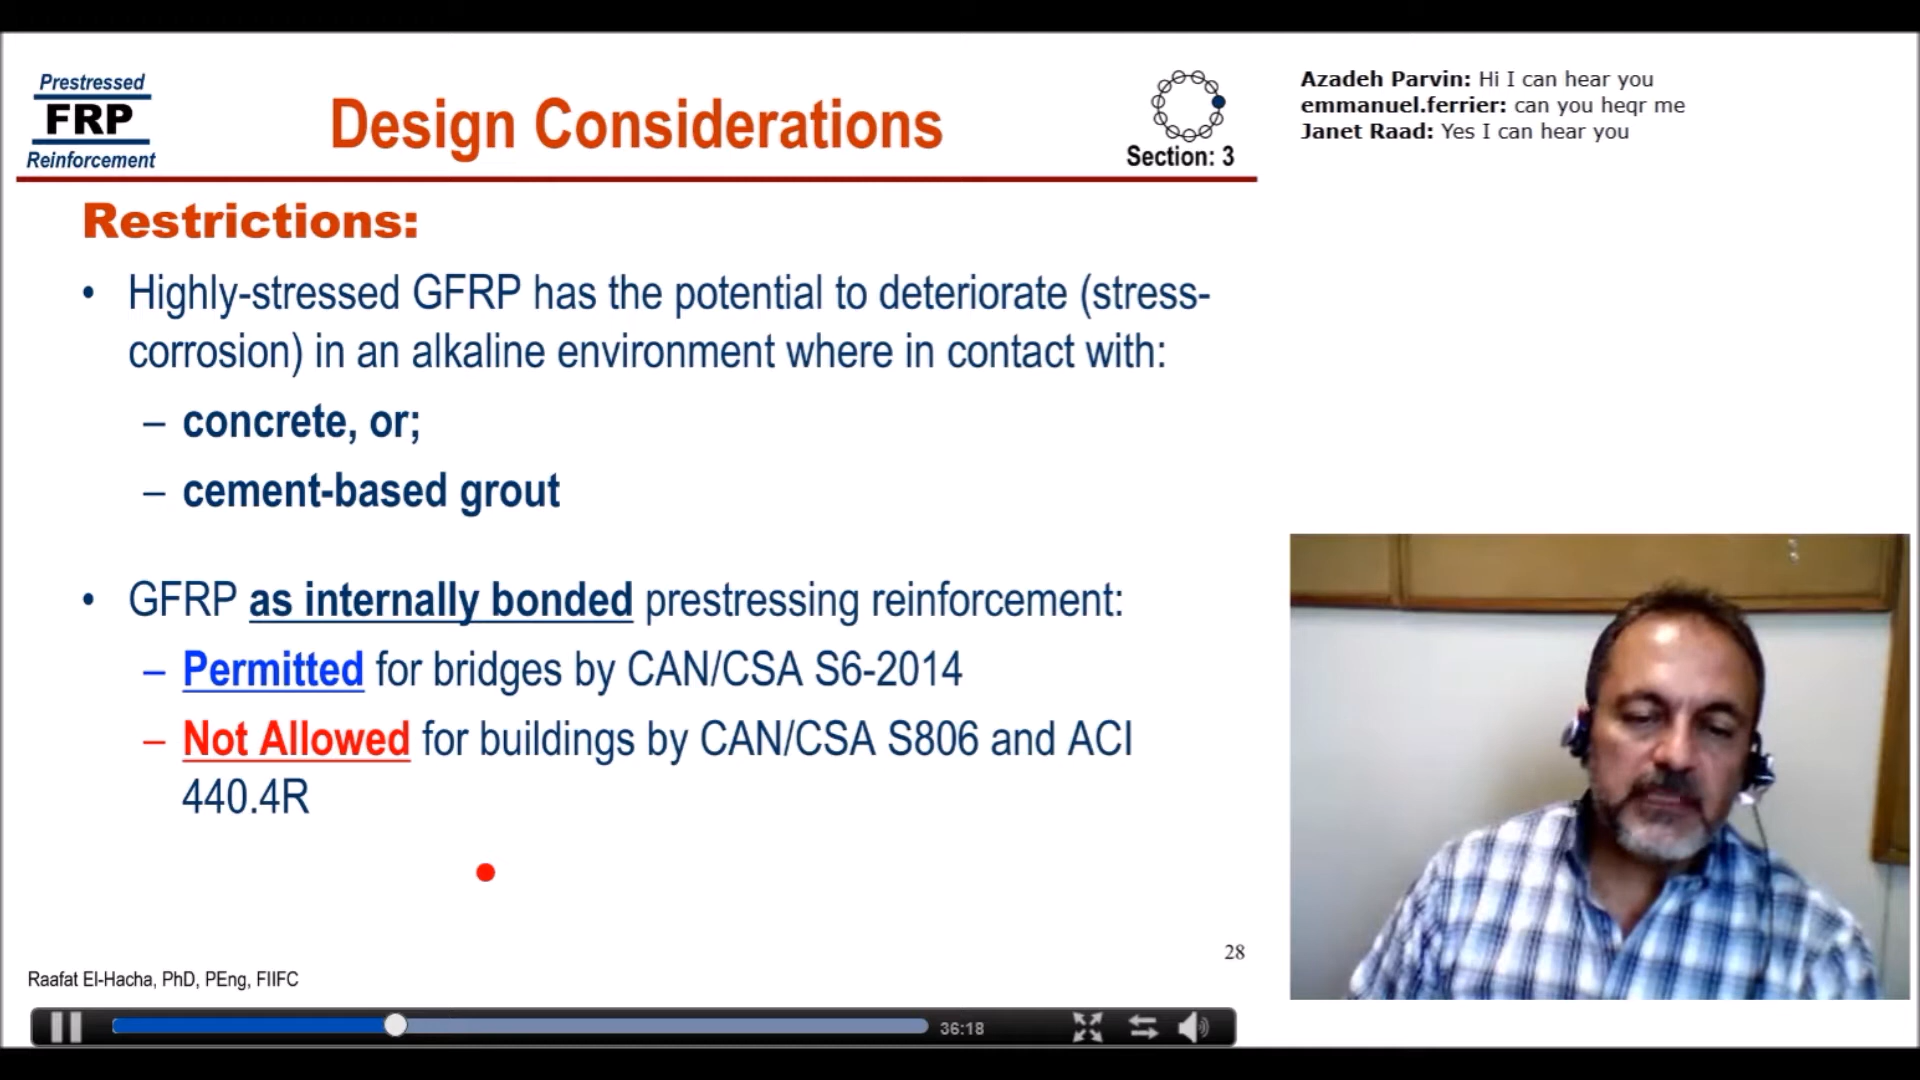 Prestressed
FRP
Reinforcement
Design Considerations
Section: 3
Azadeh Parvin: Hi I can hear you
emmanuel.ferrier: can you heqr me
Janet Raad: Yes I can hear you
Restrictions:
• Highly-stressed GFRP has the potential to deteriorate (stress-
corrosion) in an alkaline environment where in contact with:
– concrete, or;
– cement-based grout
• GFRP as internally bonded prestressing reinforcement:
– Permitted for bridges by CAN/CSA S6-2014
– Not Allowed for buildings by CAN/CSA S806 and ACI
440.4R
28
Raafat El-Hacha, PhD, PEng, FIIFC
36:18